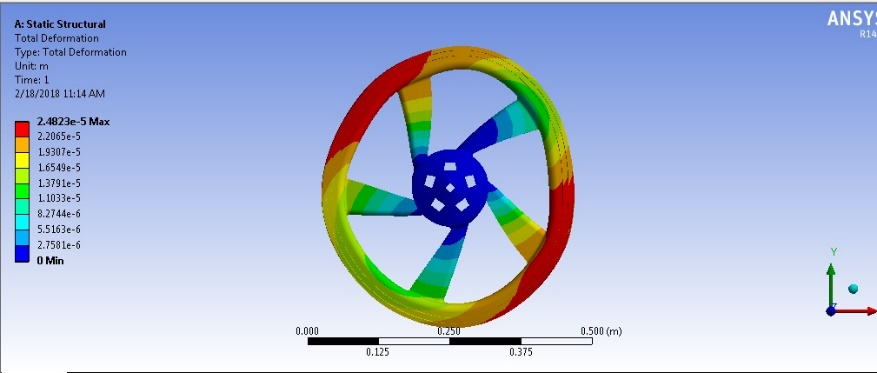 A: Static Structural
Total Deformation
Type: Total Deformation
Unit: m
Time: 1
2/18/2018 11:14 AM
2.4823e-5 Max
2.2065e-5
1.9307e-5
1.6549e-5
1.3791e-5
1.1033e-5
8.2744e-6
5.5163e-6
2.7581e-6
0 Min
ANSYS
R14
Y
0.000 0.250 0.500 (m)
0.125 0.375